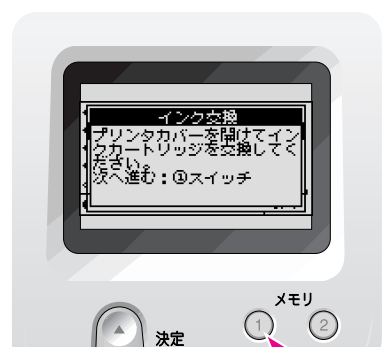 インク交換
プリンタカバーを開けてイン
クカートリッジを交換してく
ださい。
次へ進む：①スイッチ
メモリ
1 2
決定